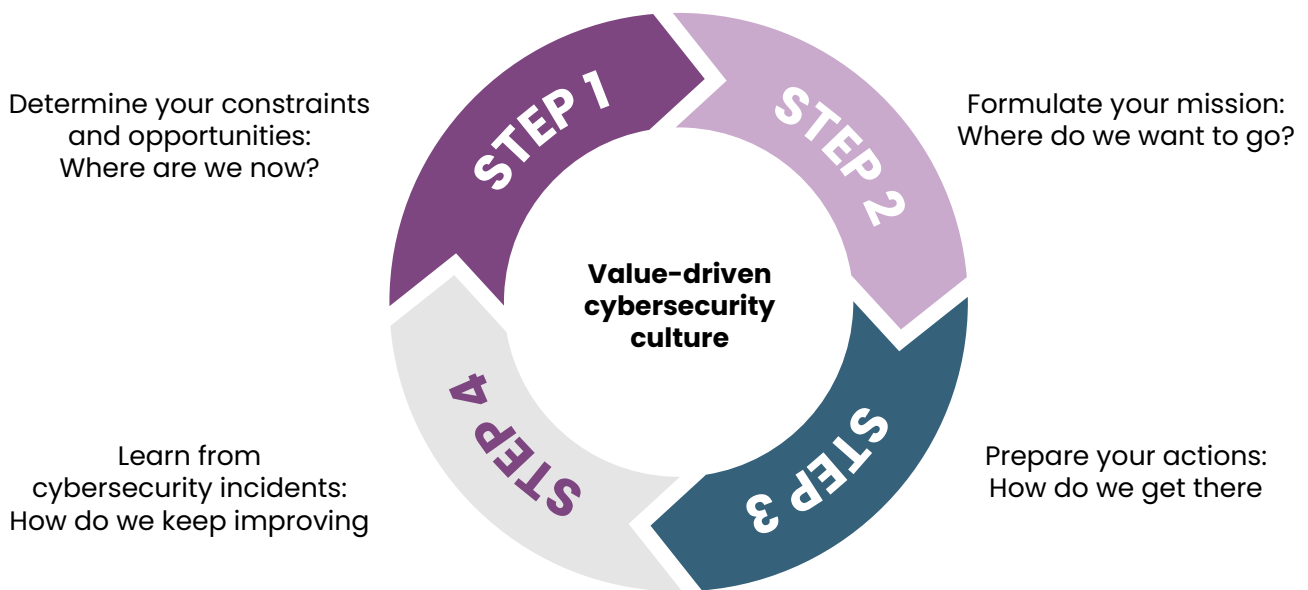 Determine your constraints
and opportunities:
Where are we now?
STEP 1
STEP 2
Formulate your mission:
Where do we want to go?
Value-driven
cybersecurity
culture
Learn from
cybersecurity incidents:
How do we keep improving
STEP 4
STEP 3
Prepare your actions:
How do we get there